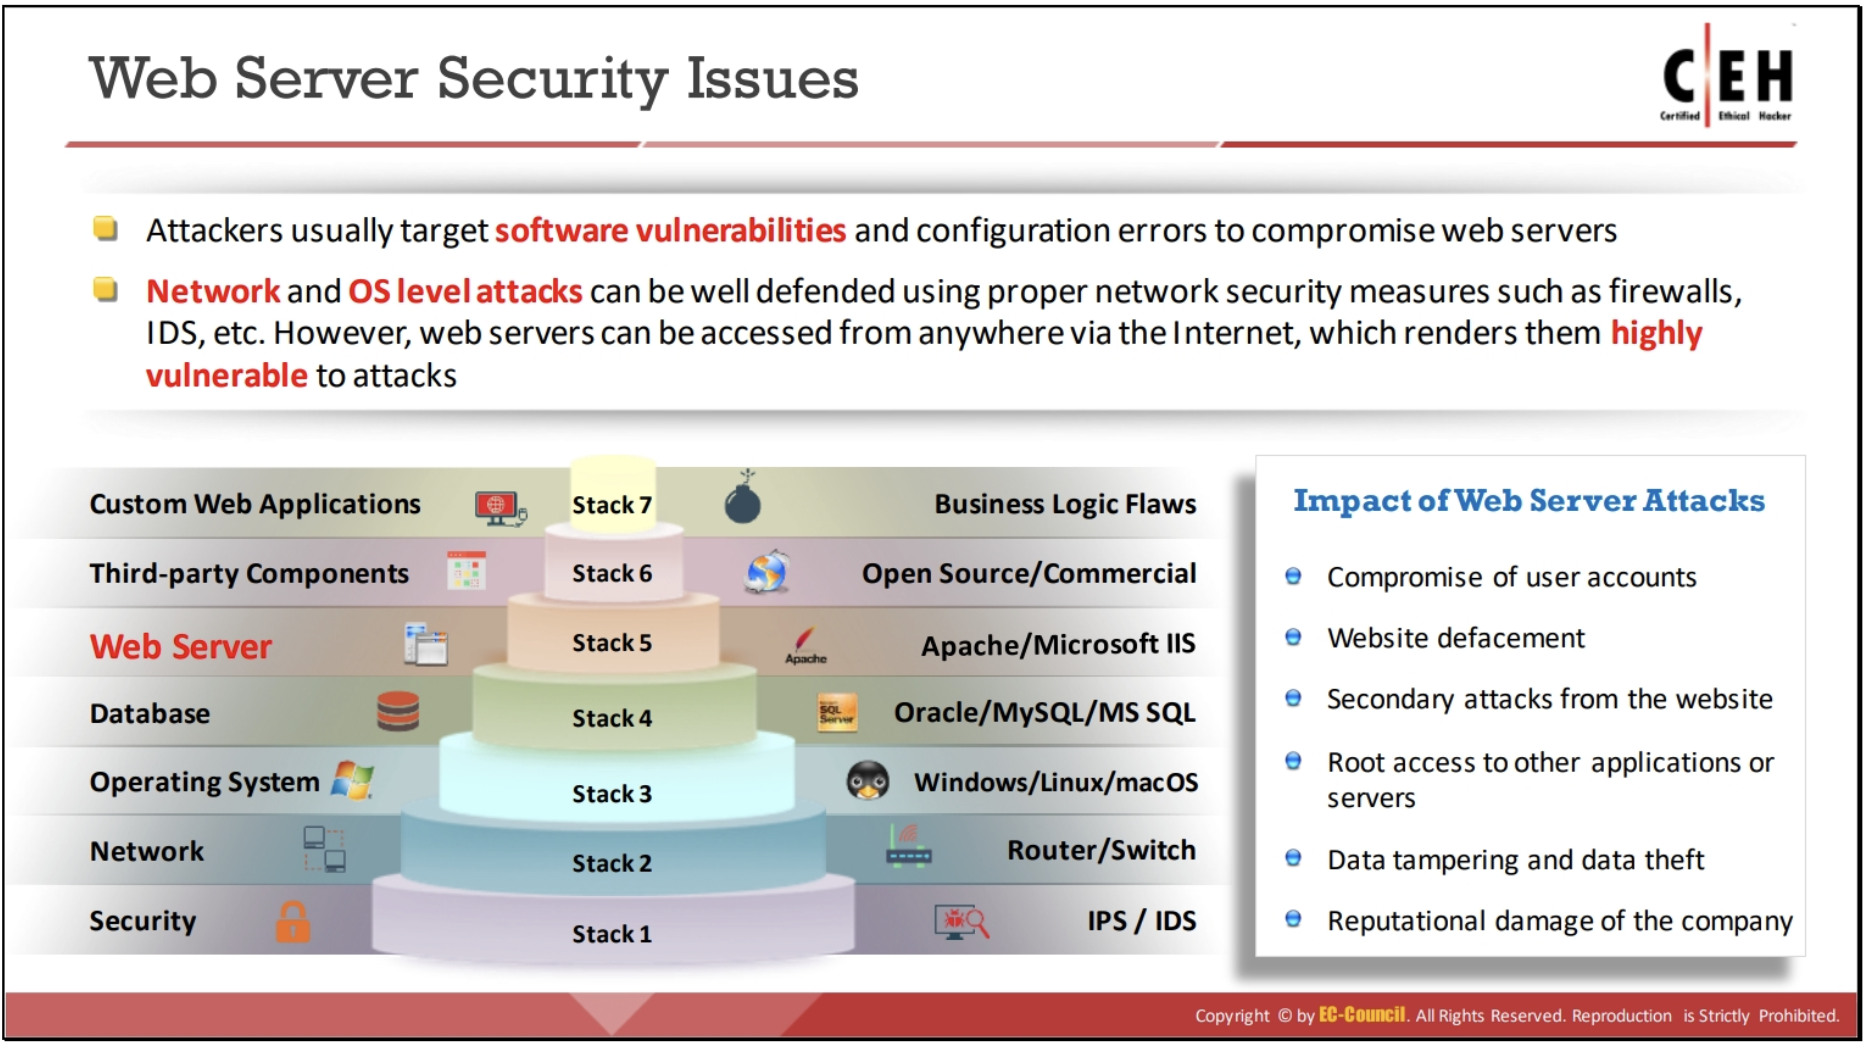 Web Server Security Issues
C|EH
Certified Ethical Hacker
Attackers usually target software vulnerabilities and configuration errors to compromise web servers
Network and OS level attacks can be well defended using proper network security measures such as firewalls,
IDS, etc. However, web servers can be accessed from anywhere via the Internet, which renders them highly
vulnerable to attacks
Custom Web Applications Stack 7 Business Logic Flaws
Third-party Components Stack 6 Open Source/Commercial
Web Server Stack 5 Apache Apache/Microsoft IIS
Database Stack 4 SQL Server Oracle/MySQL/MS SQL
Operating System Stack 3 Windows/Linux/macOS
Network Stack 2 Router/Switch
Security Stack 1 IPS / IDS
Impact of Web Server Attacks
Compromise of user accounts
Website defacement
Secondary attacks from the website
Root access to other applications or
servers
Data tampering and data theft
Reputational damage of the company
Copyright © by EC-Council. All Rights Reserved. Reproduction is Strictly Prohibited.